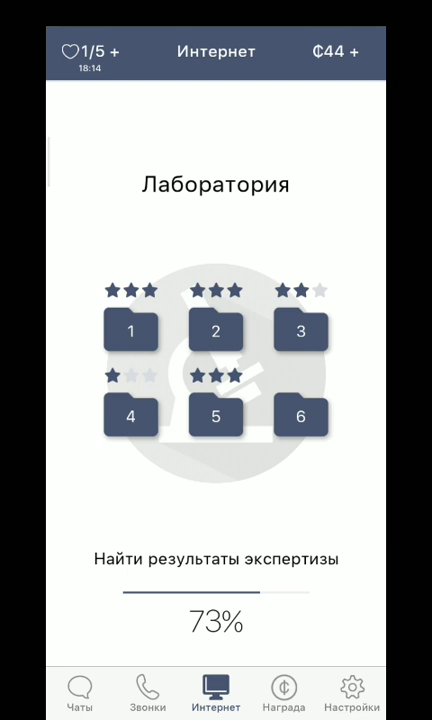 1/5 +
18:14
Интернет
₵44 +
Лаборатория
1
2
3
4
5
6
Найти результаты экспертизы
73%
Чаты
Звонки
Интернет
Награда
Настройки